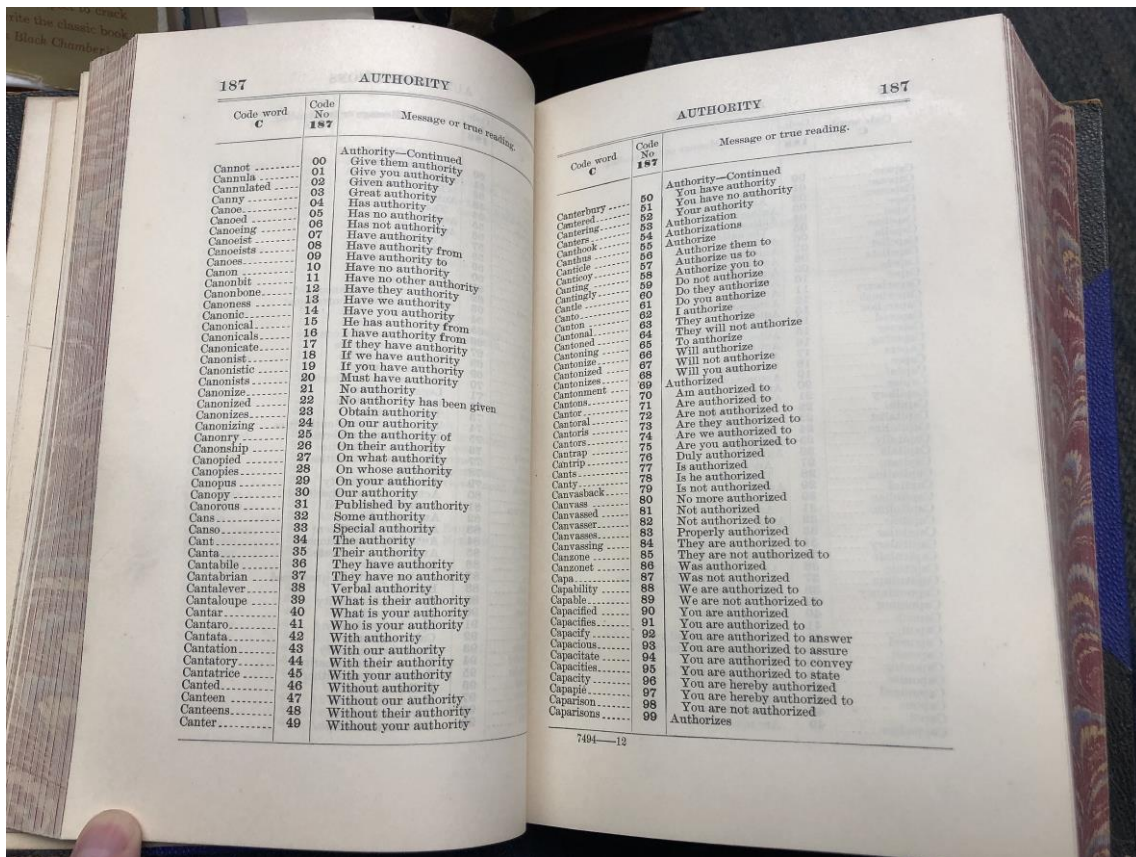 to crack
the classic book
Black Chamber
187 AUTHORITY
Code word C Code No 187 Message or true reading.
Authority—Continued
Cannot 00 Give them authority
Cannula 01 Give you authority
Cannulated 02 Given authority
Canny 03 Great authority
Canoe 04 Has authority
Canoed 05 Has no authority
Canoeing 06 Has not authority
Canoeist 07 Have authority
Canoeists 08 Have authority from
Canoes 09 Have authority to
Canon 10 Have no authority
Canonbit 11 Have no other authority
Canonbone 12 Have they authority
Canoness 13 Have we authority
Canonic 14 Have you authority
Canonical 15 He has authority from
Canonicals 16 I have authority from
Canonicate 17 If they have authority
Canonist 18 If we have authority
Canonistic 19 If you have authority
Canonists 20 Must have authority
Canonize 21 No authority
Canonized 22 No authority has been given
Canonizes 23 Obtain authority
Canonizing 24 On our authority
Canonry 25 On the authority of
Canonship 26 On their authority
Canopied 27 On what authority
Canopies 28 On whose authority
Canopus 29 On your authority
Canopy 30 Our authority
Canorous 31 Published by authority
Cans 32 Some authority
Canso 33 Special authority
Cant 34 The authority
Canta 35 Their authority
Cantabile 36 They have authority
Cantabrian 37 They have no authority
Cantalever 38 Verbal authority
Cantaloupe 39 What is their authority
Cantar 40 What is your authority
Cantaro 41 Who is your authority
Cantata 42 With authority
Cantation 43 With our authority
Cantatory 44 With their authority
Cantatrice 45 With your authority
Canted 46 Without authority
Canteen 47 Without our authority
Canteens 48 Without their authority
Canter 49 Without your authority
AUTHORITY 187
Code word C Code No 187 Message or true reading.
Authority—Continued
Canterbury 50 You have authority
Cantered 51 You have no authority
Cantering 52 Your authority
Canters 53 Authorization
Canthook 54 Authorizations
Canthus 55 Authorize
Canticle 56 Authorize them to
Canticoy 57 Authorize us to
Canting 58 Authorize you to
Cantingly 59 Do not authorize
Cantle 60 Do they authorize
Canto 61 Do you authorize
Canton 62 I authorize
Cantonal 63 They authorize
Cantoned 64 They will not authorize
Cantoning 65 To authorize
Cantonize 66 Will authorize
Cantonized 67 Will not authorize
Cantonizes 68 Will you authorize
Cantonment 69 Authorized
Cantons 70 Am authorized to
Cantor 71 Are authorized to
Cantoral 72 Are not authorized to
Cantoris 73 Are they authorized to
Cantors 74 Are we authorized to
Cantrap 75 Are you authorized to
Cantrip 76 Duly authorized
Cants 77 Is authorized
Canty 78 Is he authorized
Canvasback 79 Is not authorized
Canvass 80 No more authorized
Canvassed 81 Not authorized
Canvasser 82 Not authorized to
Canvasses 83 Properly authorized
Canvassing 84 They are authorized to
Canzone 85 They are not authorized to
Canzonet 86 Was authorized
Capa 87 Was not authorized
Capability 88 We are authorized to
Capable 89 We are not authorized to
Capacified 90 You are authorized
Capacifies 91 You are authorized to
Capacify 92 You are authorized to answer
Capacious 93 You are authorized to assure
Capacitate 94 You are authorized to convey
Capacities 95 You are authorized to state
Capacity 96 You are hereby authorized
Capapié 97 You are hereby authorized to
Caparison 98 You are not authorized
Caparisons 99 Authorizes
7494——12